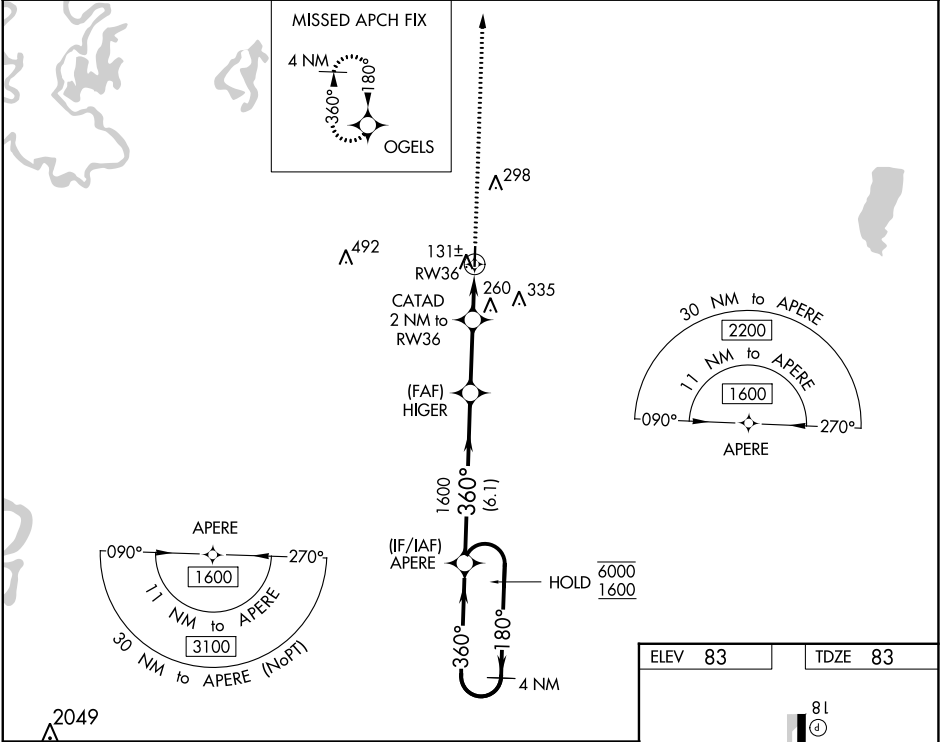 MISSED APCH FIX
4 NM
360°
180°
OGELS
298
492
131±
RW36
260
335
CATAD
2 NM to
RW36
(FAF)
HIGER
1600
360°
(6.1)
(IF/IAF)
APERE
HOLD
6000
1600
360°
180°
4 NM
30 NM to APERE
2200
11 NM to APERE
1600
090°
270°
APERE
APERE
090°
270°
1600
11 NM to APERE
3100
30 NM to APERE (NoPT)
2049
ELEV 83
TDZE 83
18
P